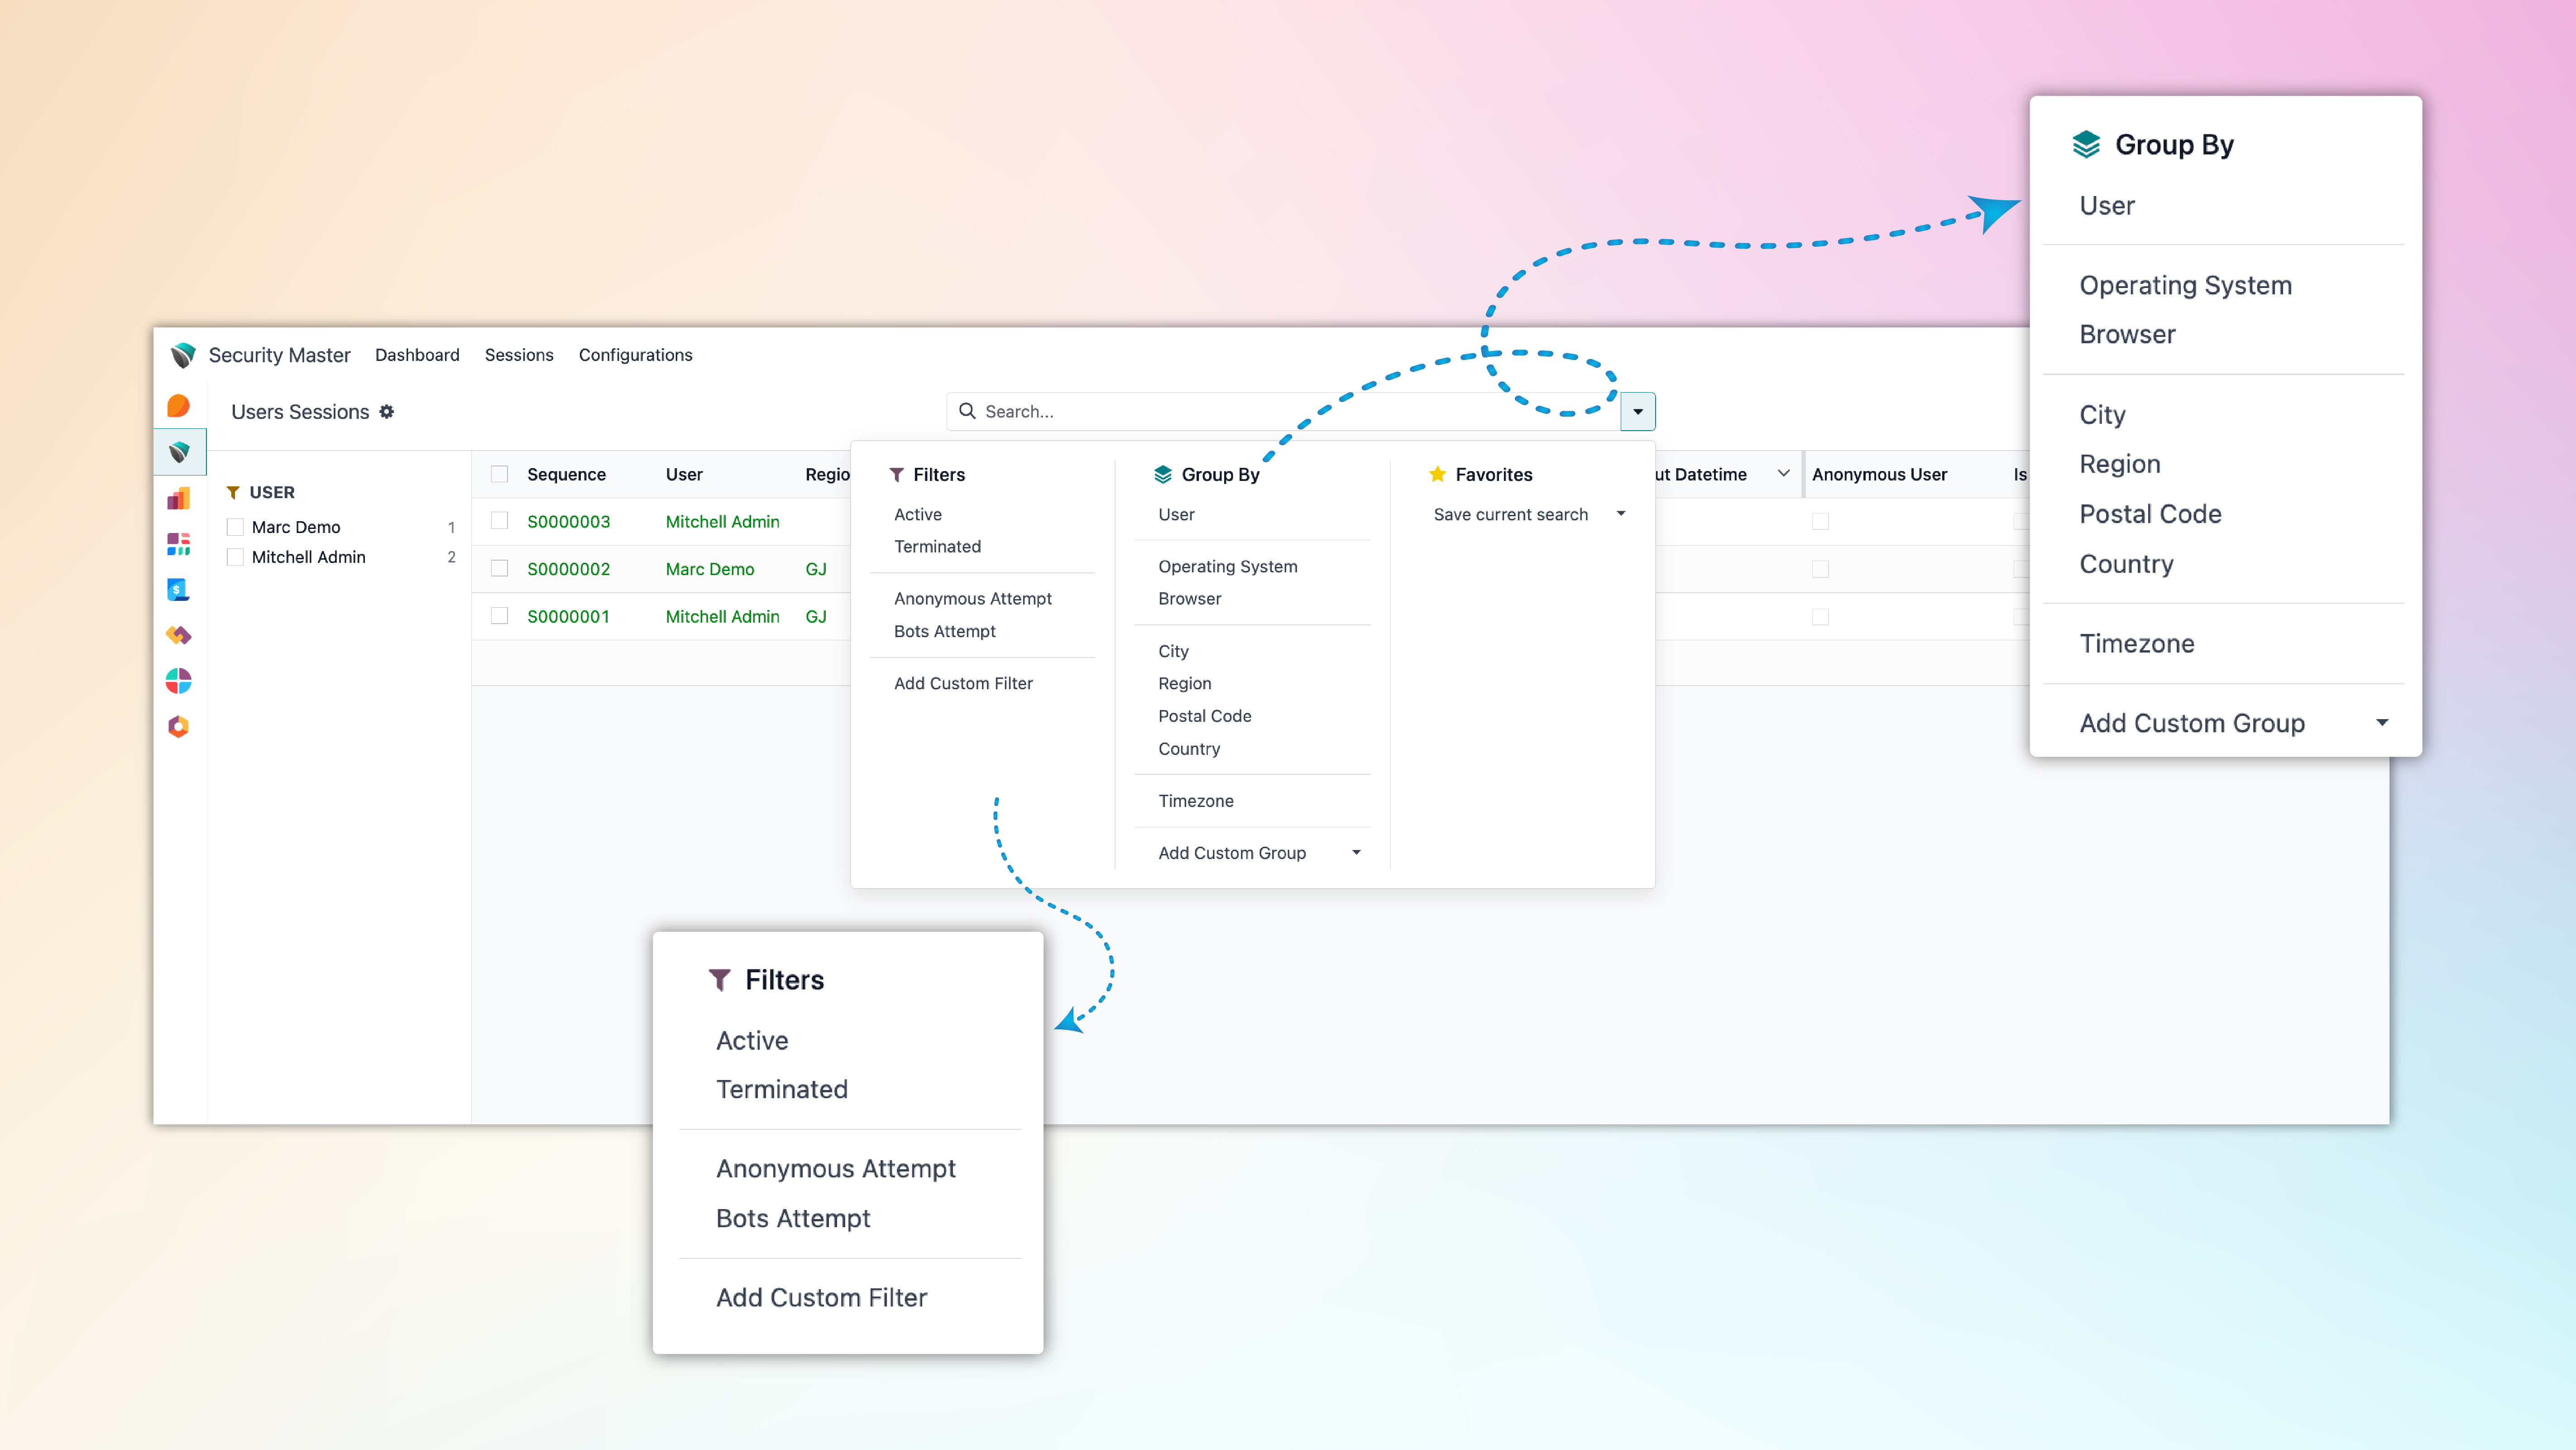 Group By
User
Operating System
Browser
City
Region
Postal Code
Country
Timezone
Add Custom Group
Security Master Dashboard Sessions Configurations
Users Sessions
Search...
USER
Marc Demo 1
Mitchell Admin 2
Sequence User Regio
ut Datetime Anonymous User Is
S0000003 Mitchell Admin
S0000002 Marc Demo GJ
S0000001 Mitchell Admin GJ
Filters
Active
Terminated
Anonymous Attempt
Bots Attempt
Add Custom Filter
Group By
User
Operating System
Browser
City
Region
Postal Code
Country
Timezone
Add Custom Group
Favorites
Save current search
Filters
Active
Terminated
Anonymous Attempt
Bots Attempt
Add Custom Filter